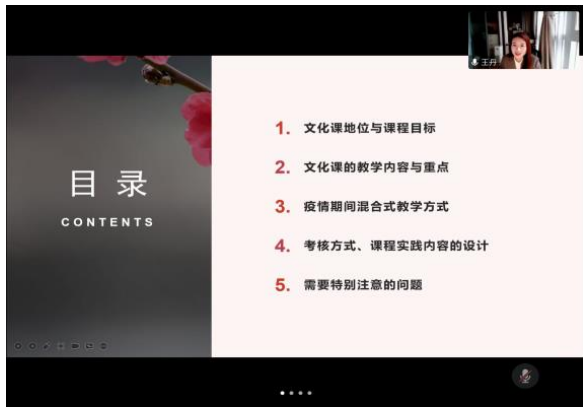 王丹
目录
CONTENTS
1. 文化课地位与课程目标
2. 文化课的教学内容与重点
3. 疫情期间混合式教学方式
4. 考核方式、课程实践内容的设计
5. 需要特别注意的问题